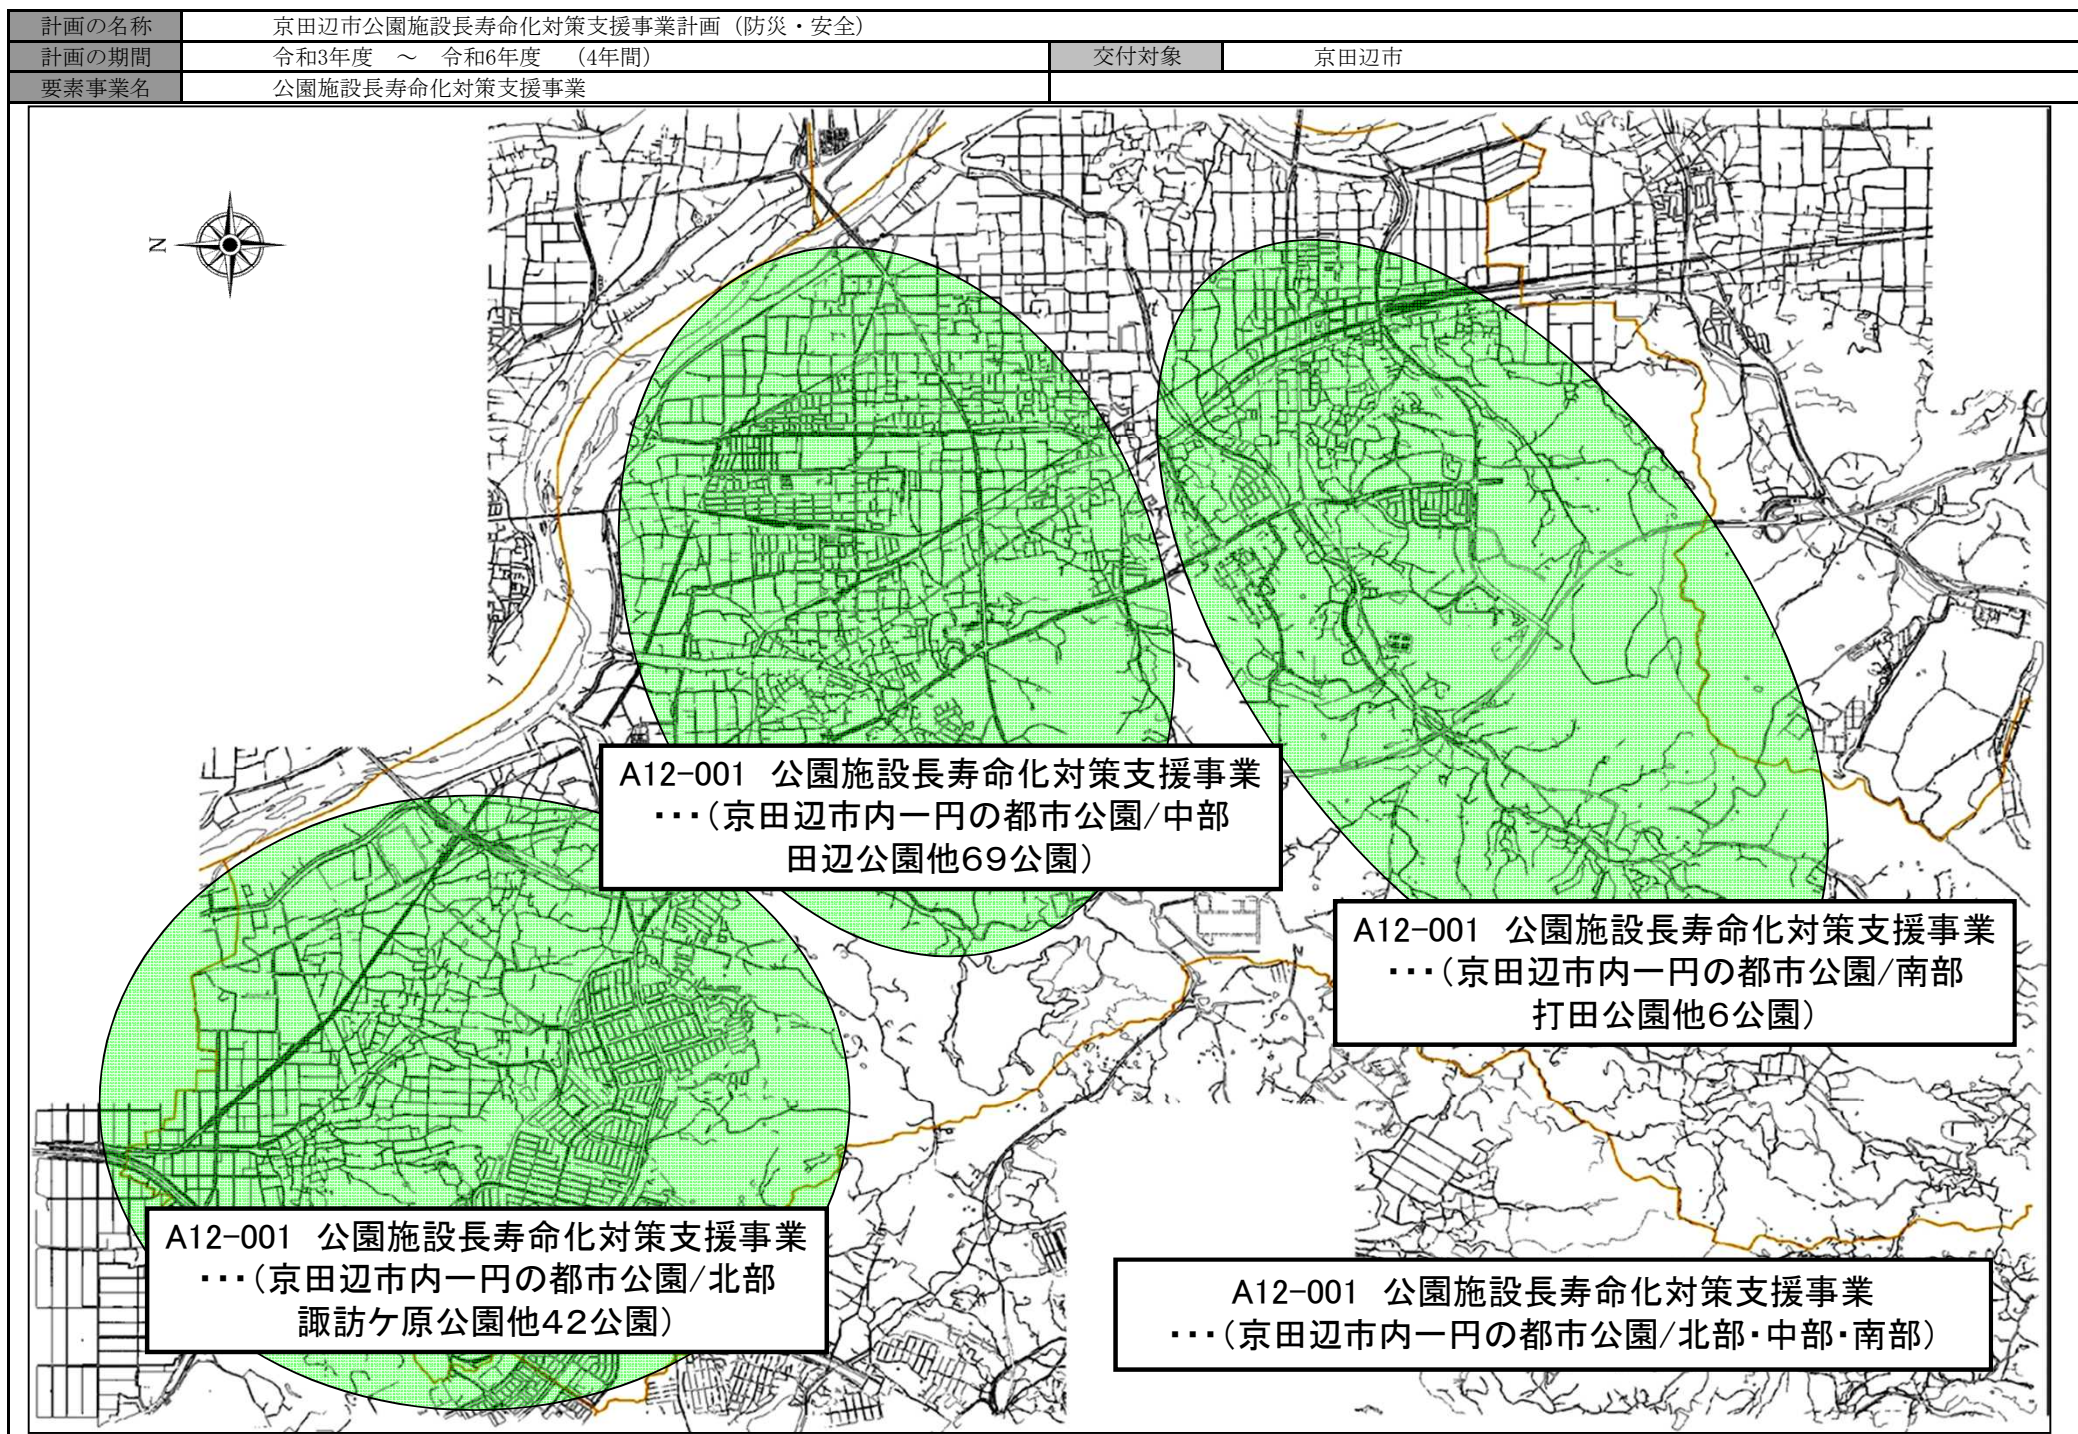 計画の名称 京田辺市公園施設長寿命化対策支援事業計画（防災・安全）
計画の期間 令和3年度　～　令和6年度　（4年間） 交付対象 京田辺市
要素事業名 公園施設長寿命化対策支援事業
N
A12-001 公園施設長寿命化対策支援事業
・・・（京田辺市内一円の都市公園/中部
田辺公園他69公園）
A12-001 公園施設長寿命化対策支援事業
・・・（京田辺市内一円の都市公園/南部
打田公園他6公園）
A12-001 公園施設長寿命化対策支援事業
・・・（京田辺市内一円の都市公園/北部
諏訪ケ原公園他42公園）
A12-001 公園施設長寿命化対策支援事業
・・・（京田辺市内一円の都市公園/北部・中部・南部）